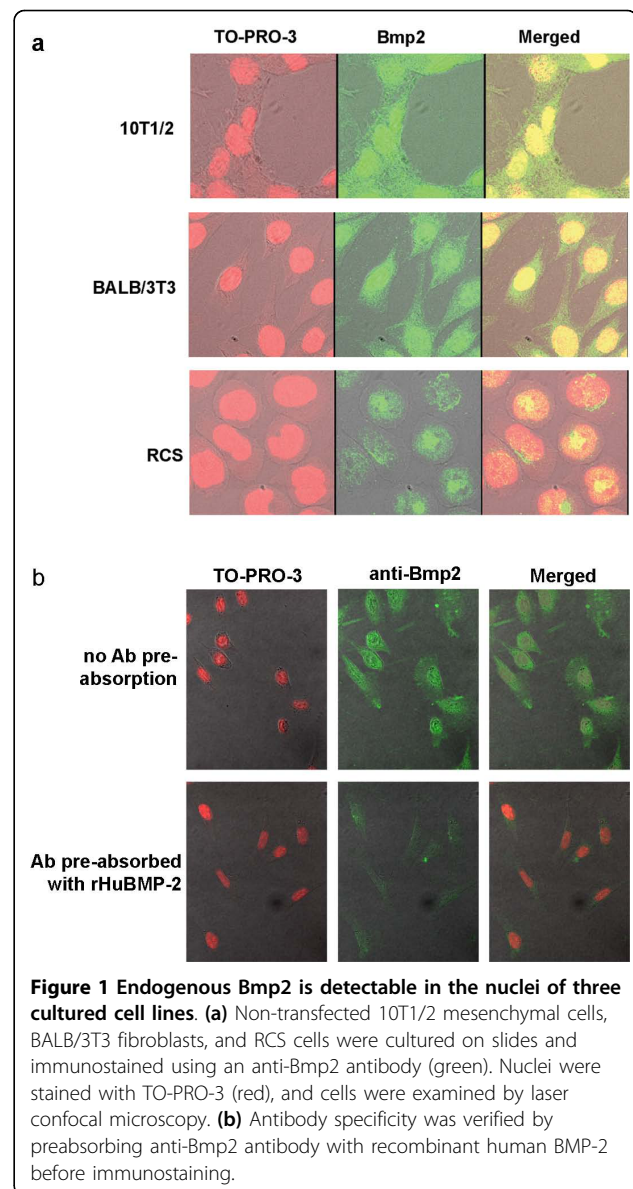 a
TO-PRO-3 Bmp2 Merged
10T1/2
BALB/3T3
RCS
b
TO-PRO-3 anti-Bmp2 Merged
no Ab pre-
absorption
Ab pre-absorbed
with rHuBMP-2
Figure 1 Endogenous Bmp2 is detectable in the nuclei of three
cultured cell lines. (a) Non-transfected 10T1/2 mesenchymal cells,
BALB/3T3 fibroblasts, and RCS cells were cultured on slides and
immunostained using an anti-Bmp2 antibody (green). Nuclei were
stained with TO-PRO-3 (red), and cells were examined by laser
confocal microscopy. (b) Antibody specificity was verified by
preabsorbing anti-Bmp2 antibody with recombinant human BMP-2
before immunostaining.